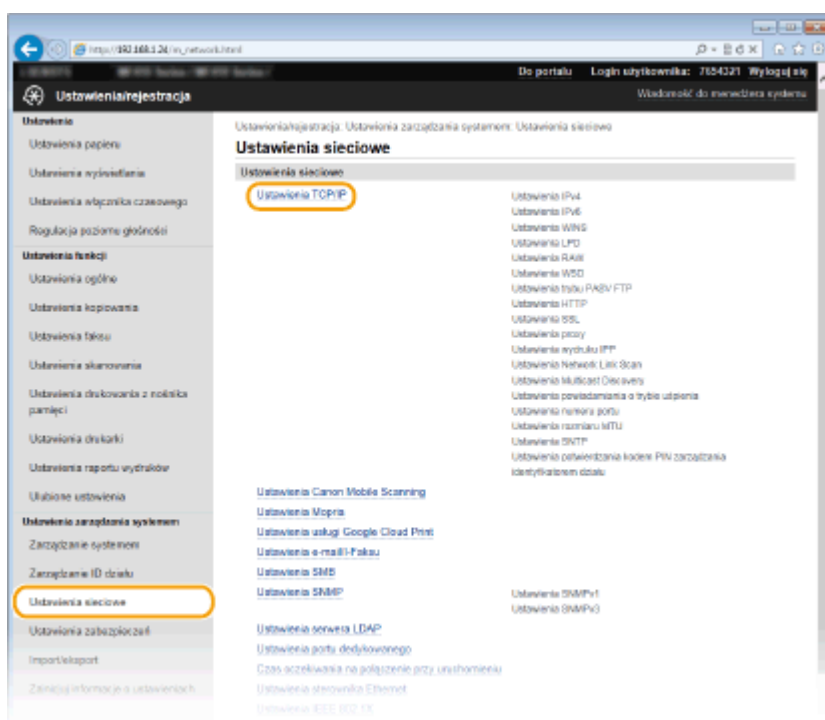 http://192.168.1.24/m_network.html
Do portalu Login użytkownika: 7654321 Wyloguj się
Ustawienia/rejestracja
Wiadomość do menedżera systemu
Ustawienia
Ustawienia papieru
Ustawienia wyświetlania
Ustawienia włącznika czasowego
Regulacja poziomu głośności
Ustawienia funkcji
Ustawienia ogólne
Ustawienia kopiowania
Ustawienia faksu
Ustawienia skanowania
Ustawienia drukowania z nośnika
pamięci
Ustawienia drukarki
Ustawienia raportu wydruków
Ulubione ustawienia
Ustawienia zarządzania systemem
Zarządzanie systemem
Zarządzanie ID działu
Ustawienia sieciowe
Ustawienia zabezpieczeń
Import/eksport
Zainicjuj informacje o ustawieniach
Ustawienia/rejestracja: Ustawienia zarządzania systemem: Ustawienia sieciowe
Ustawienia sieciowe
Ustawienia sieciowe
Ustawienia TCP/IP
Ustawienia IPv4
Ustawienia IPv6
Ustawienia WINS
Ustawienia LPD
Ustawienia RAW
Ustawienia WSD
Ustawienia trybu PASV FTP
Ustawienia HTTP
Ustawienia SSL
Ustawienia proxy
Ustawienia wydruku IPP
Ustawienia Network Link Scan
Ustawienia Multicast Discovery
Ustawienia powiadamiania o trybie uśpienia
Ustawienia numeru portu
Ustawienia rozmiaru MTU
Ustawienia SNTP
Ustawienia potwierdzania kodem PIN zarządzania
identyfikatorem działu
Ustawienia Canon Mobile Scanning
Ustawienia Mopria
Ustawienia usługi Google Cloud Print
Ustawienia e-mail/I-Faksu
Ustawienia SMB
Ustawienia SNMP
Ustawienia SNMPv1
Ustawienia SNMPv3
Ustawienia serwera LDAP
Ustawienia portu dedykowanego
Czas oczekiwania na połączenie przy uruchomieniu
Ustawienia sterownika Ethernet
Ustawienia IEEE 802.1X